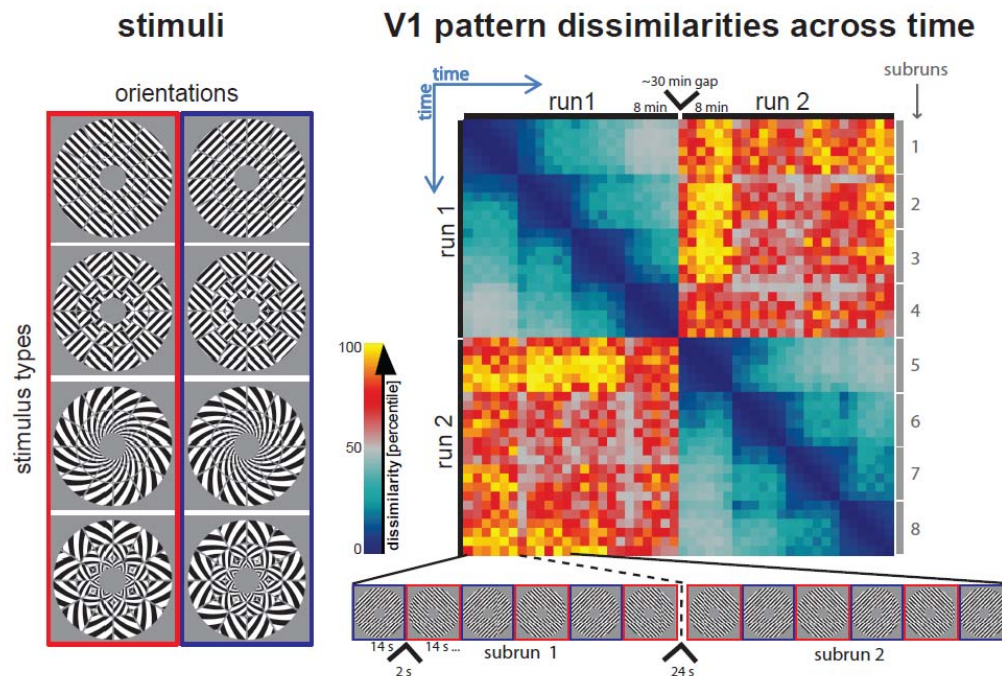 stimuli
V1 pattern dissimilarities across time
orientations
stimulus types
time
time
run1
8 min
~30 min gap
8 min
run 2
subruns
run 1
run 2
1
2
3
4
5
6
7
8
100
50
0
dissimilarity [percentile]
14 s
14 s ...
2 s
subrun 1
24 s
subrun 2